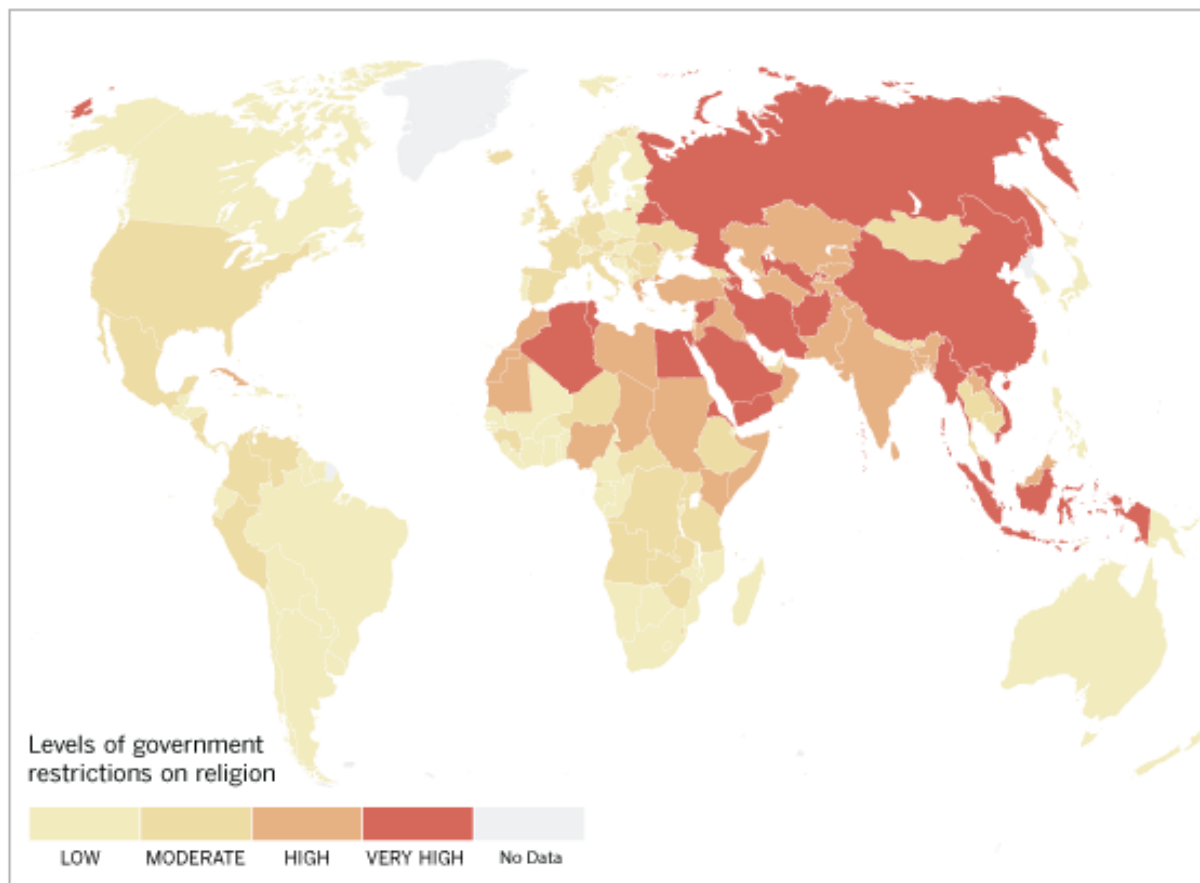 Levels of government
restrictions on religion
LOW MODERATE HIGH VERY HIGH No Data